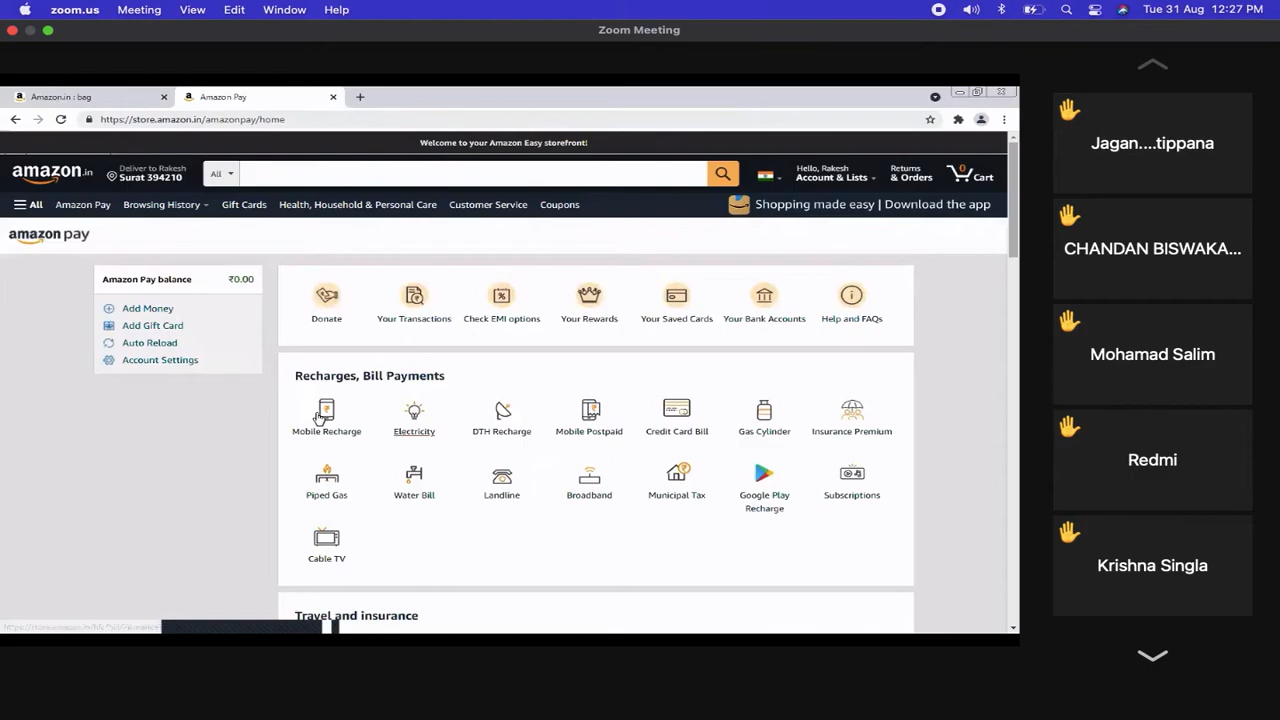 zoom.us Meeting View Edit Window Help Tue 31 Aug 12:27 PM
Zoom Meeting
Amazon.in : bag Amazon Pay
https://store.amazon.in/amazonpay/home
Welcome to your Amazon Easy storefront!
amazon.in Deliver to Rakesh Surat 394210 All Hello, Rakesh Account & Lists Returns & Orders 0 Cart
All Amazon Pay Browsing History Gift Cards Health, Household & Personal Care Customer Service Coupons Shopping made easy | Download the app
amazon pay
Amazon Pay balance ₹0.00
Add Money
Add Gift Card
Auto Reload
Account Settings
Donate Your Transactions Check EMI options Your Rewards Your Saved Cards Your Bank Accounts Help and FAQs
Recharges, Bill Payments
Mobile Recharge Electricity DTH Recharge Mobile Postpaid Credit Card Bill Gas Cylinder Insurance Premium
Piped Gas Water Bill Landline Broadband Municipal Tax Google Play Recharge Subscriptions
Cable TV
Travel and insurance
Jagan....tippana
CHANDAN BISWAKA...
Mohamad Salim
Redmi
Krishna Singla